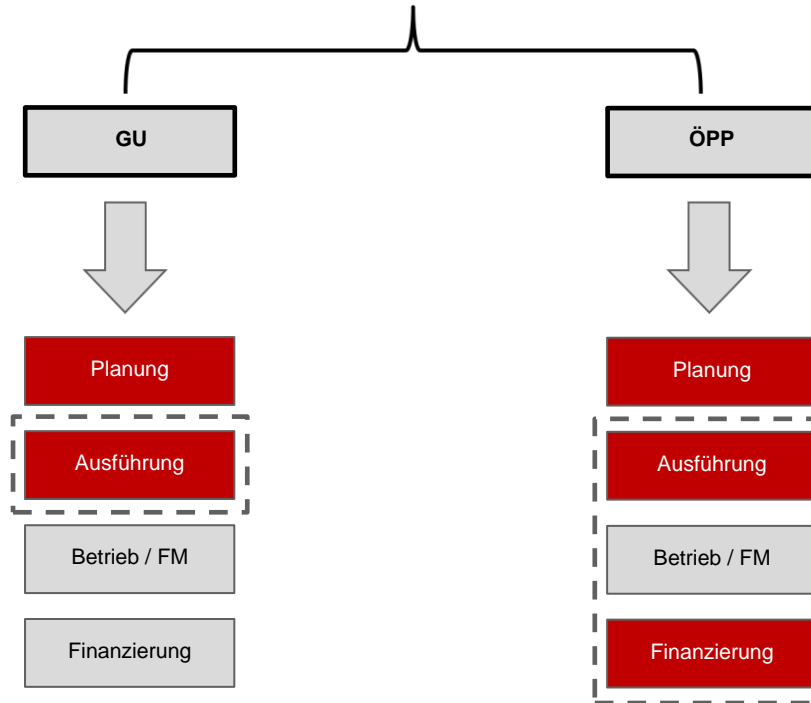 GU
ÖPP
Planung
Planung
Ausführung
Ausführung
Betrieb / FM
Betrieb / FM
Finanzierung
Finanzierung